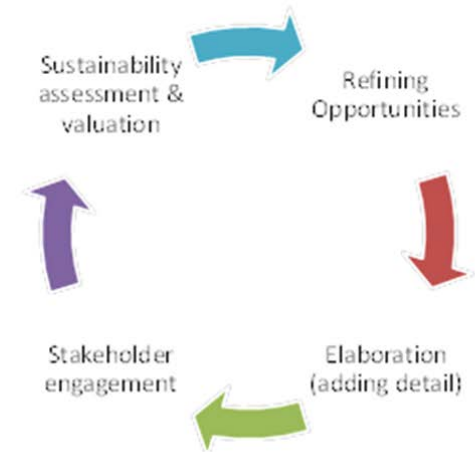 Sustainability
assessment &
valuation
Refining
Opportunities
Elaboration
(adding detail)
Stakeholder
engagement